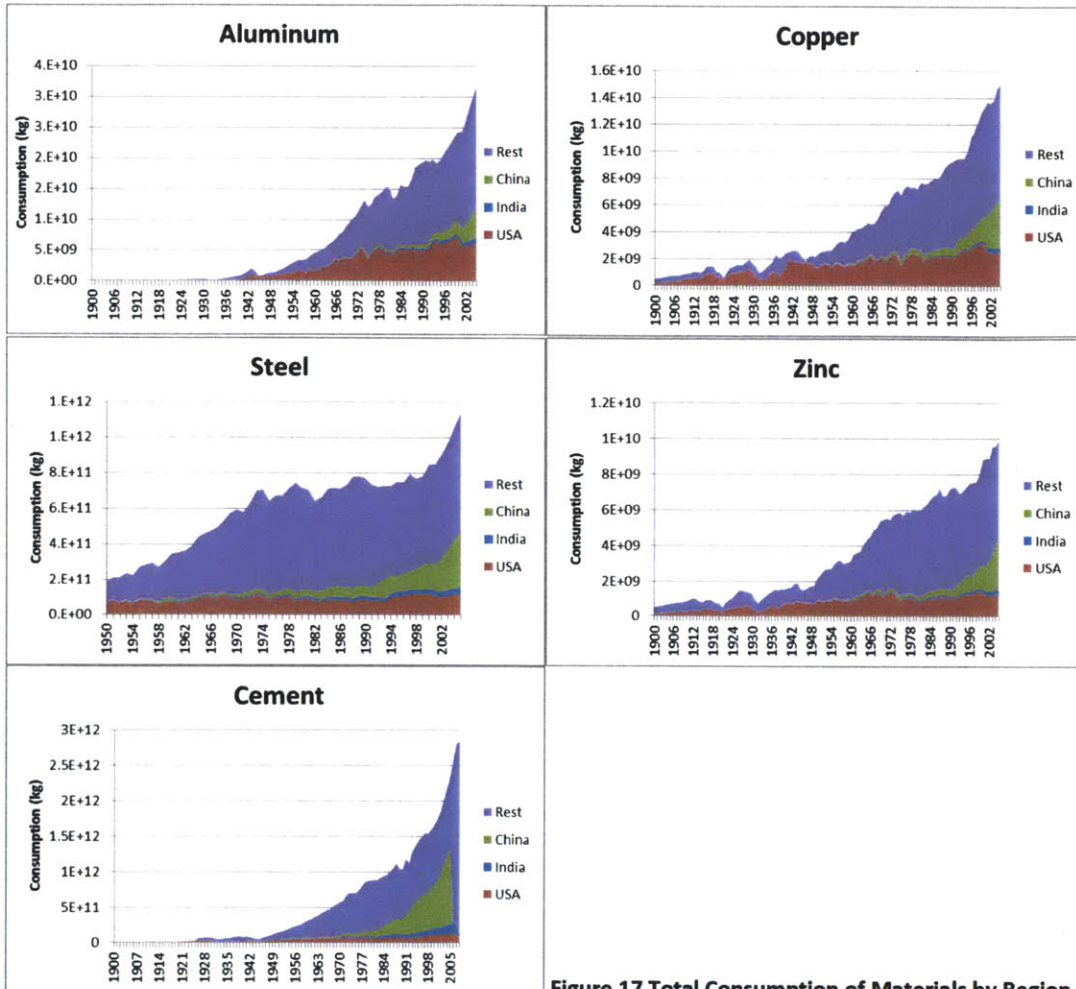 Aluminum
4.E+10
3.E+10
3.E+10
2.E+10
2.E+10
1.E+10
5.E+09
0.E+00
Consumption (kg)
1900
1906
1912
1918
1924
1930
1936
1942
1948
1954
1960
1966
1972
1978
1984
1990
1996
2002
Rest
China
India
USA
Copper
1.6E+10
1.4E+10
1.2E+10
1E+10
8E+09
6E+09
4E+09
2E+09
0
Consumption (kg)
1900
1906
1912
1918
1924
1930
1936
1942
1948
1954
1960
1966
1972
1978
1984
1990
1996
2002
Rest
China
India
USA
Steel
1.E+12
1.E+12
8.E+11
6.E+11
4.E+11
2.E+11
0.E+00
Consumption (kg)
1950
1954
1958
1962
1966
1970
1974
1978
1982
1986
1990
1994
1998
2002
Rest
China
India
USA
Zinc
1.2E+10
1E+10
8E+09
6E+09
4E+09
2E+09
0
Consumption (kg)
1900
1906
1912
1918
1924
1930
1936
1942
1948
1954
1960
1966
1972
1978
1984
1990
1996
2002
Rest
China
India
USA
Cement
3E+12
2.5E+12
2E+12
1.5E+12
1E+12
5E+11
0
Consumption (kg)
1900
1907
1914
1921
1928
1935
1942
1949
1956
1963
1970
1977
1984
1991
1998
2005
Rest
China
India
USA
Figure 17 Total Consumption of Materials by Region